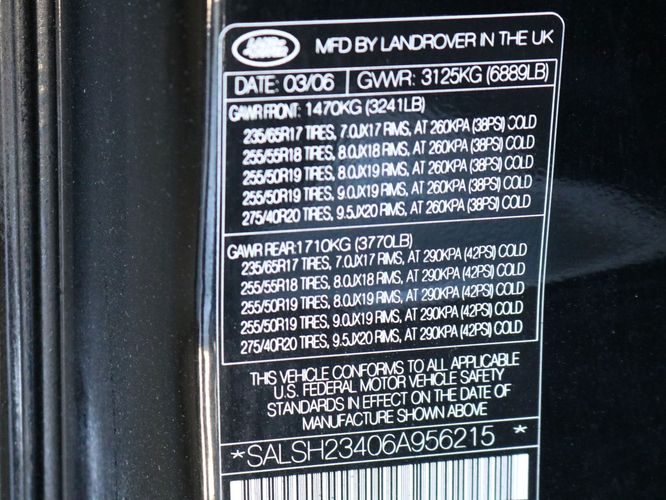 LAND ROVER
MFD BY LANDROVER IN THE UK
DATE: 03/06 GVWR: 3125KG (6889LB)
GAWR FRONT: 1470KG (3241LB)
235/65R17 TIRES, 7.0JX17 RIMS, AT 260KPA (38PSI) COLD
255/55R18 TIRES, 8.0JX18 RIMS, AT 260KPA (38PSI) COLD
255/50R19 TIRES, 8.0JX19 RIMS, AT 260KPA (38PSI) COLD
255/50R19 TIRES, 9.0JX19 RIMS, AT 260KPA (38PSI) COLD
275/40R20 TIRES, 9.5JX20 RIMS, AT 260KPA (38PSI) COLD
GAWR REAR: 1710KG (3770LB)
235/65R17 TIRES, 7.0JX17 RIMS, AT 290KPA (42PSI) COLD
255/55R18 TIRES, 8.0JX18 RIMS, AT 290KPA (42PSI) COLD
255/50R19 TIRES, 8.0JX19 RIMS, AT 290KPA (42PSI) COLD
255/50R19 TIRES, 9.0JX19 RIMS, AT 290KPA (42PSI) COLD
275/40R20 TIRES, 9.5JX20 RIMS, AT 290KPA (42PSI) COLD
THIS VEHICLE CONFORMS TO ALL APPLICABLE
U.S. FEDERAL MOTOR VEHICLE SAFETY
STANDARDS IN EFFECT ON THE DATE OF
MANUFACTURE SHOWN ABOVE
*SALSH23406A956215*